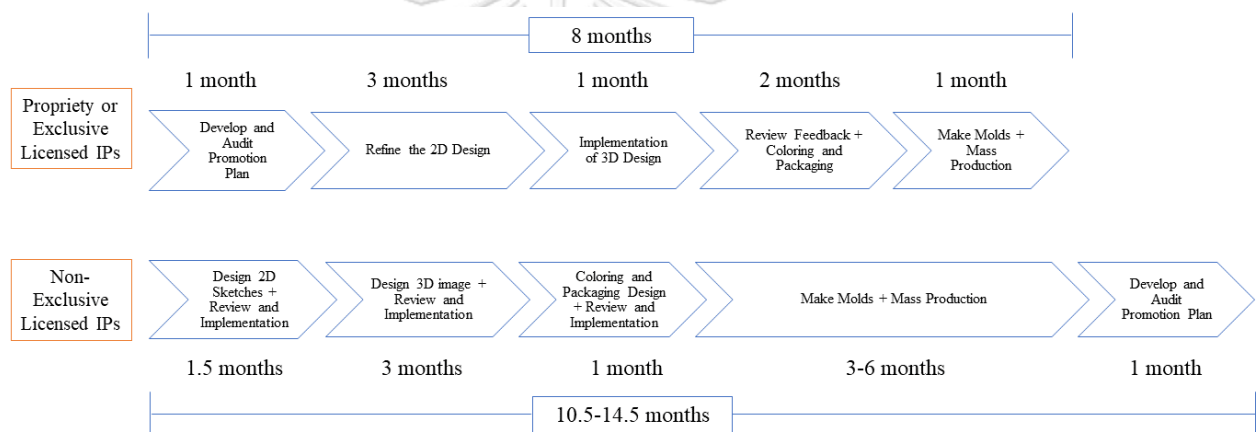 8 months
1 month
3 months
1 month
2 months
1 month
Propriety or
Exclusive
Licensed IPs
Develop and
Audit
Promotion
Plan
Refine the 2D Design
Implementation
of 3D Design
Review Feedback +
Coloring and
Packaging
Make Molds +
Mass
Production
Non-
Exclusive
Licensed IPs
Design 2D
Sketches +
Review and
Implementation
Design 3D image +
Review and
Implementation
Coloring and
Packaging Design
+ Review and
Implementation
Make Molds + Mass Production
Develop and
Audit
Promotion Plan
1.5 months
3 months
1 month
3-6 months
1 month
10.5-14.5 months